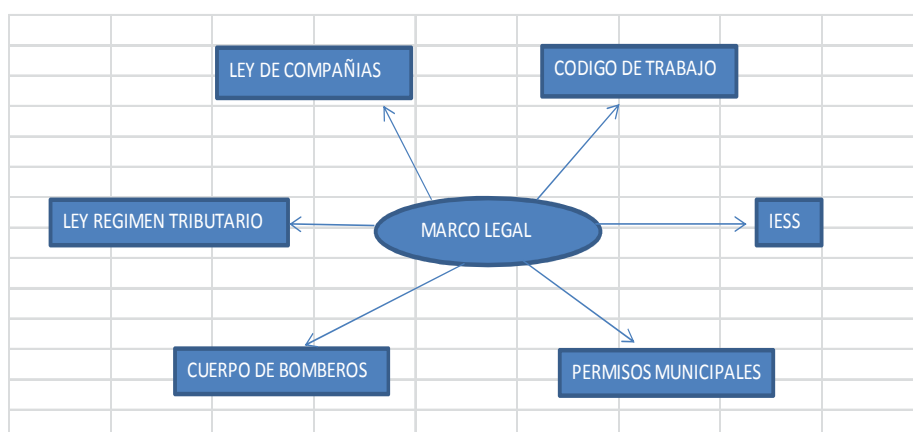 LEY DE COMPAÑIAS
CODIGO DE TRABAJO
LEY REGIMEN TRIBUTARIO
MARCO LEGAL
IESS
CUERPO DE BOMBEROS
PERMISOS MUNICIPALES